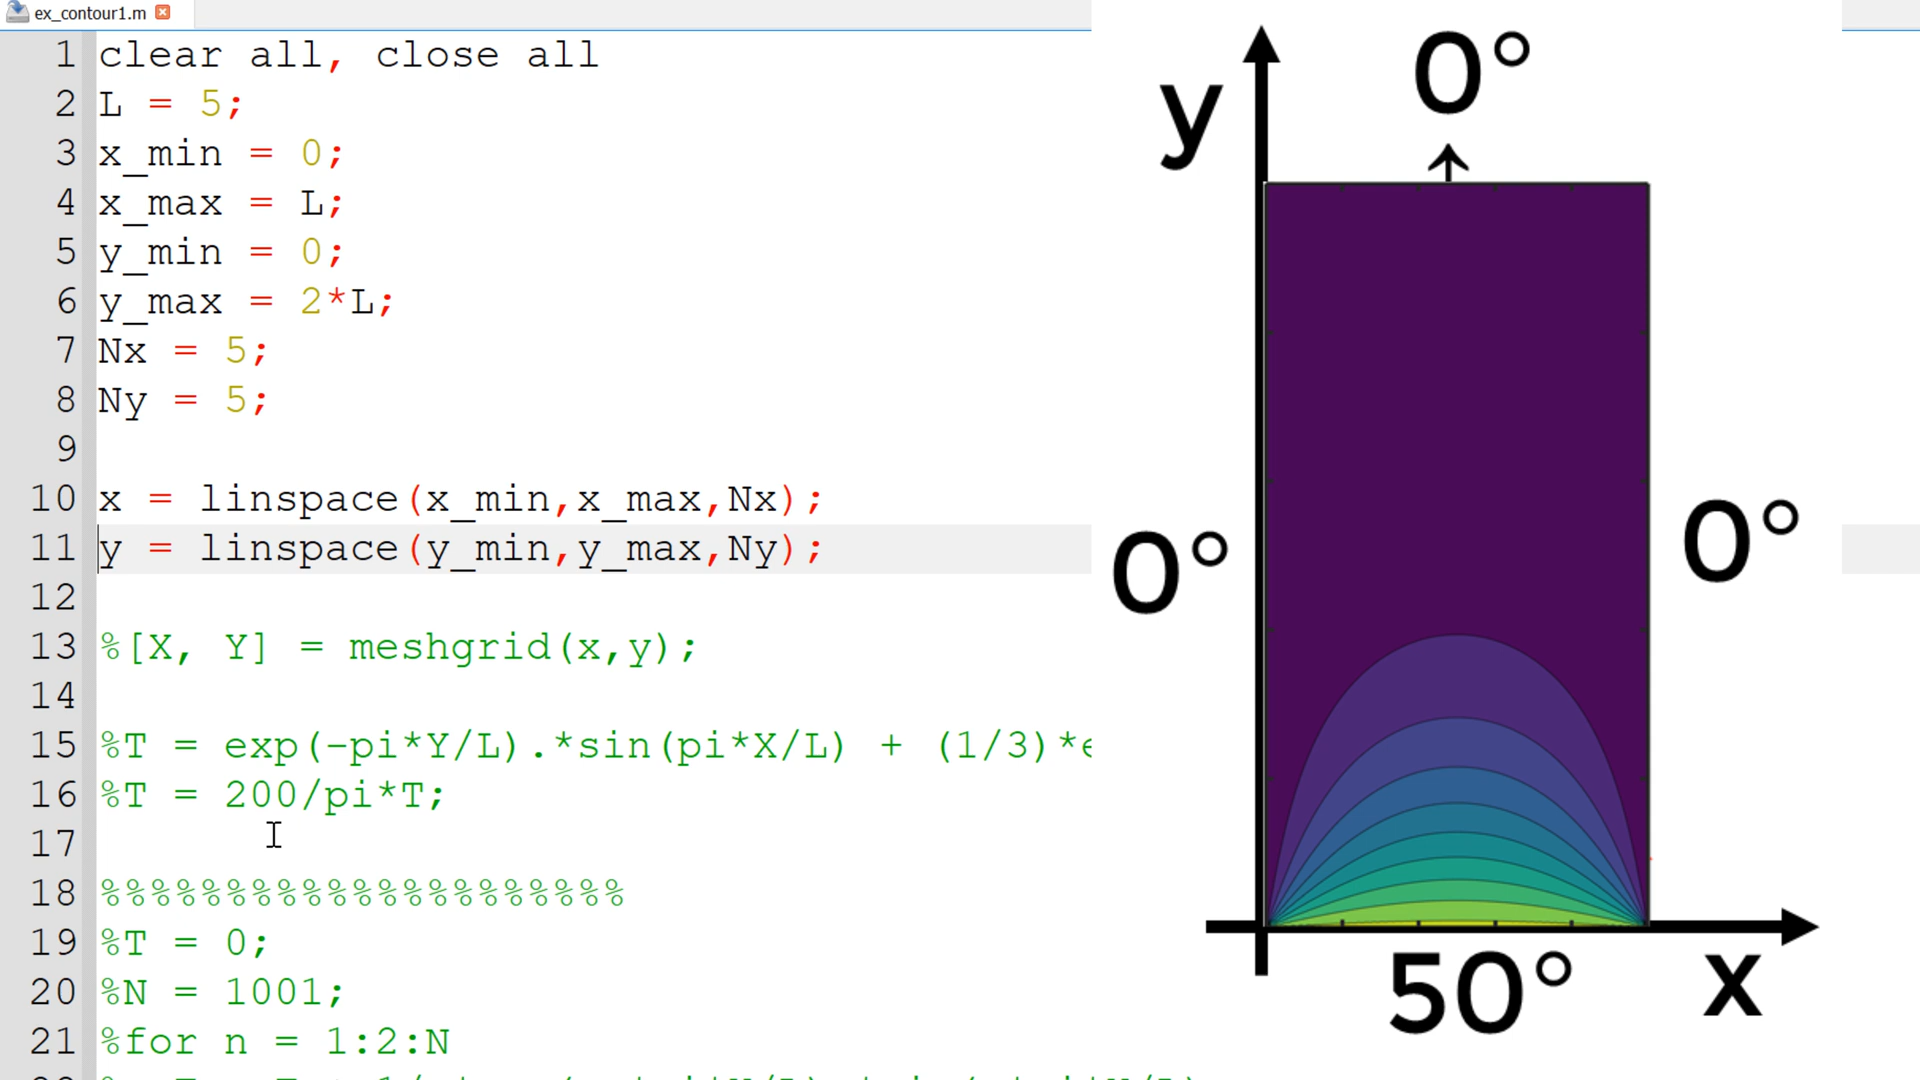 ex_contour1.m
1 clear all, close all
2 L = 5;
3 x_min = 0;
4 x_max = L;
5 y_min = 0;
6 y_max = 2*L;
7 Nx = 5;
8 Ny = 5;
9
10 x = linspace(x_min,x_max,Nx);
11 y = linspace(y_min,y_max,Ny);
12
13 %[X, Y] = meshgrid(x,y);
14
15 %T = exp(-pi*Y/L).*sin(pi*X/L) + (1/3)*
16 %T = 200/pi*T;
17
18 %%%%%%%%%%%%%%%%%%%%%
19 %T = 0;
20 %N = 1001;
21 %for n = 1:2:N
y
0°
0°
0°
50°
x